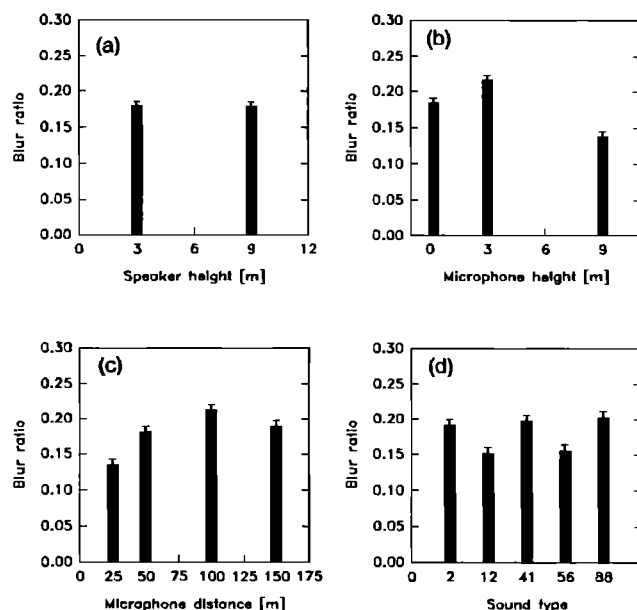 (a)
Blur ratio
0.30
0.25
0.20
0.15
0.10
0.05
0.00
0 3 6 9 12
Speaker height [m]
(b)
Blur ratio
0.30
0.25
0.20
0.15
0.10
0.05
0.00
0 3 6 9
Microphone height [m]
(c)
Blur ratio
0.30
0.25
0.20
0.15
0.10
0.05
0.00
0 25 50 75 100 125 150 175
Microphone distance [m]
(d)
Blur ratio
0.30
0.25
0.20
0.15
0.10
0.05
0.00
0 2 12 41 56 88
Sound type